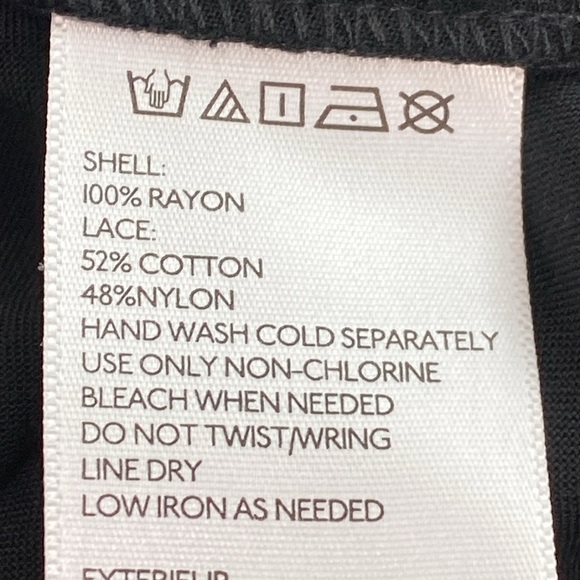 SHELL:
100% RAYON
LACE:
52% COTTON
48%NYLON
HAND WASH COLD SEPARATELY
USE ONLY NON-CHLORINE
BLEACH WHEN NEEDED
DO NOT TWIST/WRING
LINE DRY
LOW IRON AS NEEDED
EXTERIEUR